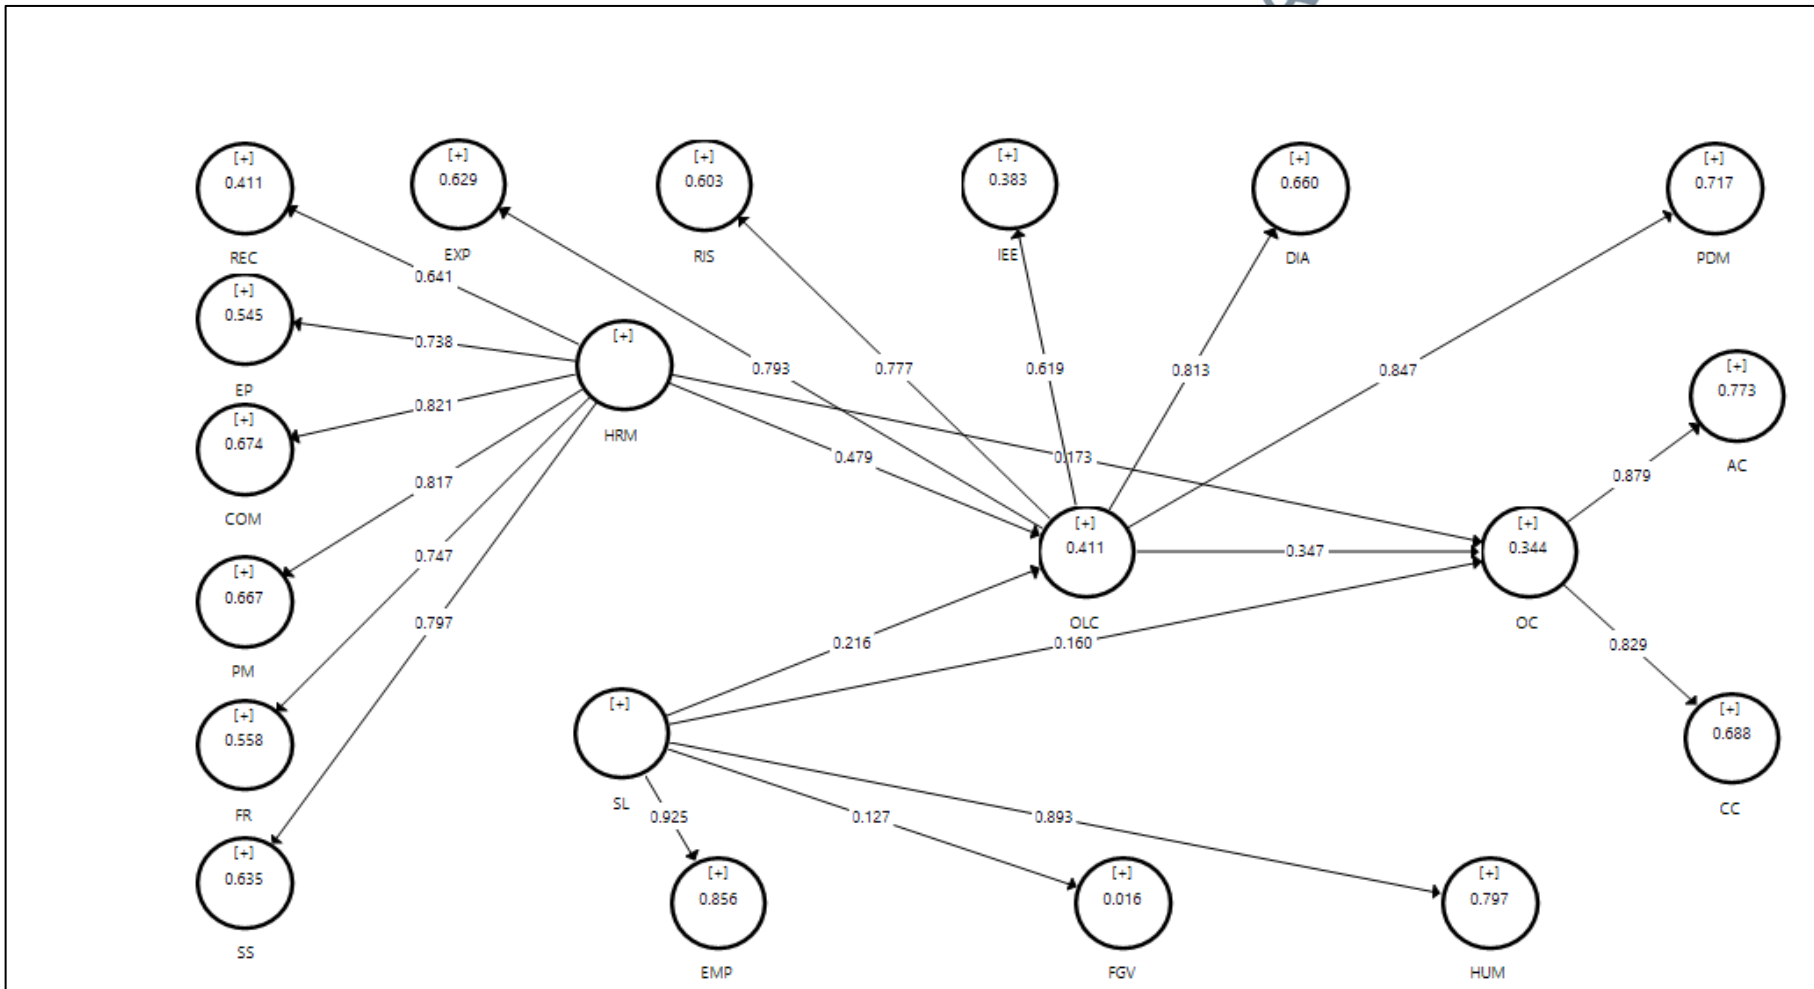 [+]
0.411
REC
[+]
0.629
EXP
[+]
0.603
RIS
[+]
0.383
IEE
[+]
0.660
DIA
[+]
0.717
PDM
0.641
[+]
0.545
EP
0.738
[+]
HRM
0.793
0.777
0.619
0.813
0.847
[+]
0.773
AC
0.821
[+]
0.674
COM
0.479
0.173
0.879
0.817
[+]
0.411
OLC
0.347
[+]
0.344
OC
0.747
[+]
0.667
PM
0.797
0.216
0.160
0.829
[+]
0.558
FR
[+]
SL
[+]
0.688
CC
0.925
0.127
0.893
[+]
0.635
SS
[+]
0.856
EMP
[+]
0.016
FGV
[+]
0.797
HUM